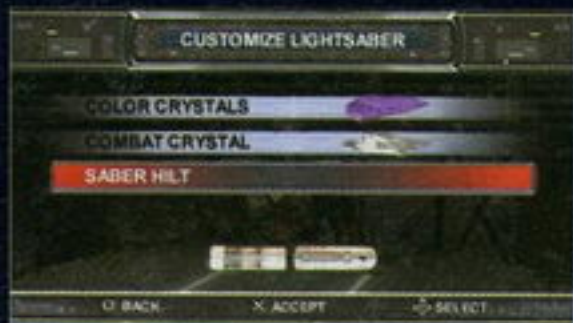 CUSTOMIZE LIGHTSABER
COLOR CRYSTALS
COMBAT CRYSTAL
SABER HILT
BACK ACCEPT SELECT